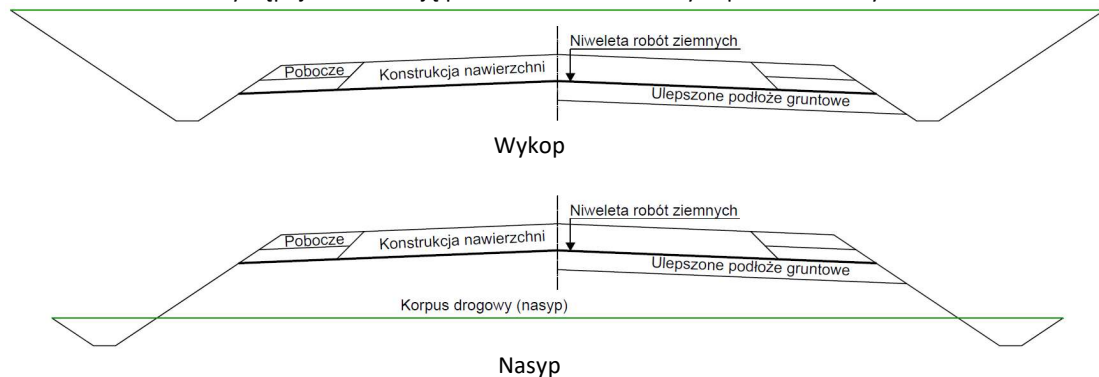 Niweleta robót ziemnych
Pobocze
Konstrukcja nawierzchni
Ulepszone podłoże gruntowe
Wykop
Niweleta robót ziemnych
Pobocze
Konstrukcja nawierzchni
Ulepszone podłoże gruntowe
Korpus drogowy (nasyp)
Nasyp